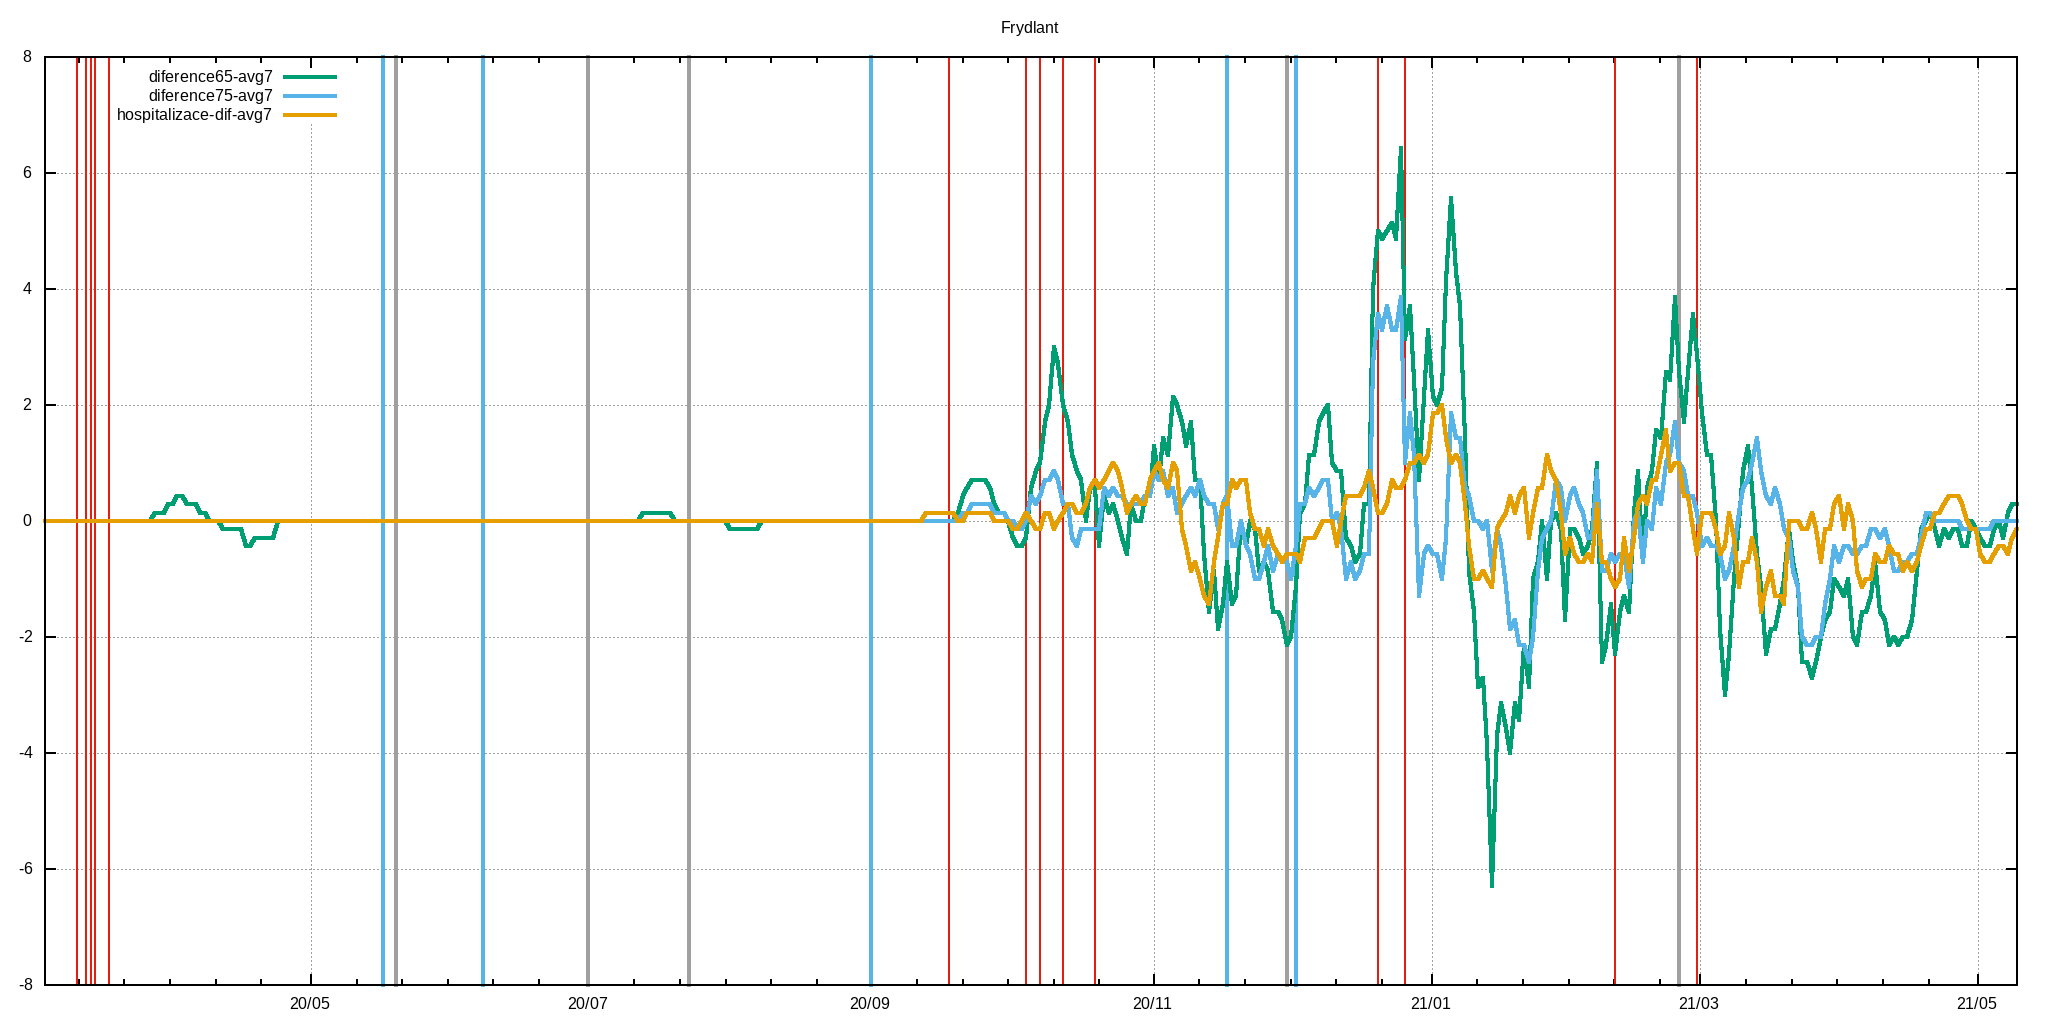 Frydlant
diference65-avg7
diference75-avg7
hospitalizace-dif-avg7
8
6
4
2
0
-2
-4
-6
-8
20/05 20/07 20/09 20/11 21/01 21/03 21/05